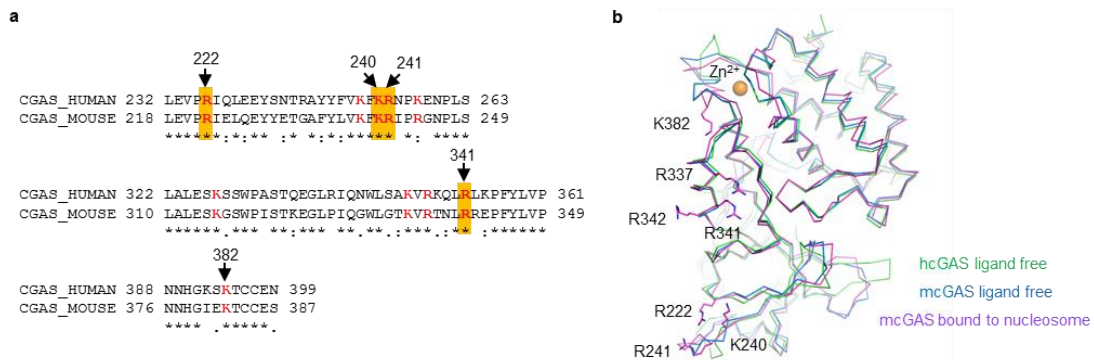 a
222
240 241
CGAS_HUMAN 232 LEVPRIQLEEYSNTRAYYFVKFKRNPKENPLS 263
CGAS_MOUSE 218 LEVPRIELQEYYETGAFYLVKFKRIPRGNPLS 249
341
CGAS_HUMAN 322 LALESKSSWPASTQEGLRIQNWLSAKVRKQLRLKPFYLVP 361
CGAS_MOUSE 310 LALESKGSWPISTKEGLPIQGWLGTKVRTNLRREPFYLVP 349
382
CGAS_HUMAN 388 NNHGKSKTCCEN 399
CGAS_MOUSE 376 NNHGIEKTCCES 387
b
Zn2+
K382
R337
R342
R341
R222
R241
K240
hcGAS ligand free
mcGAS ligand free
mcGAS bound to nucleosome